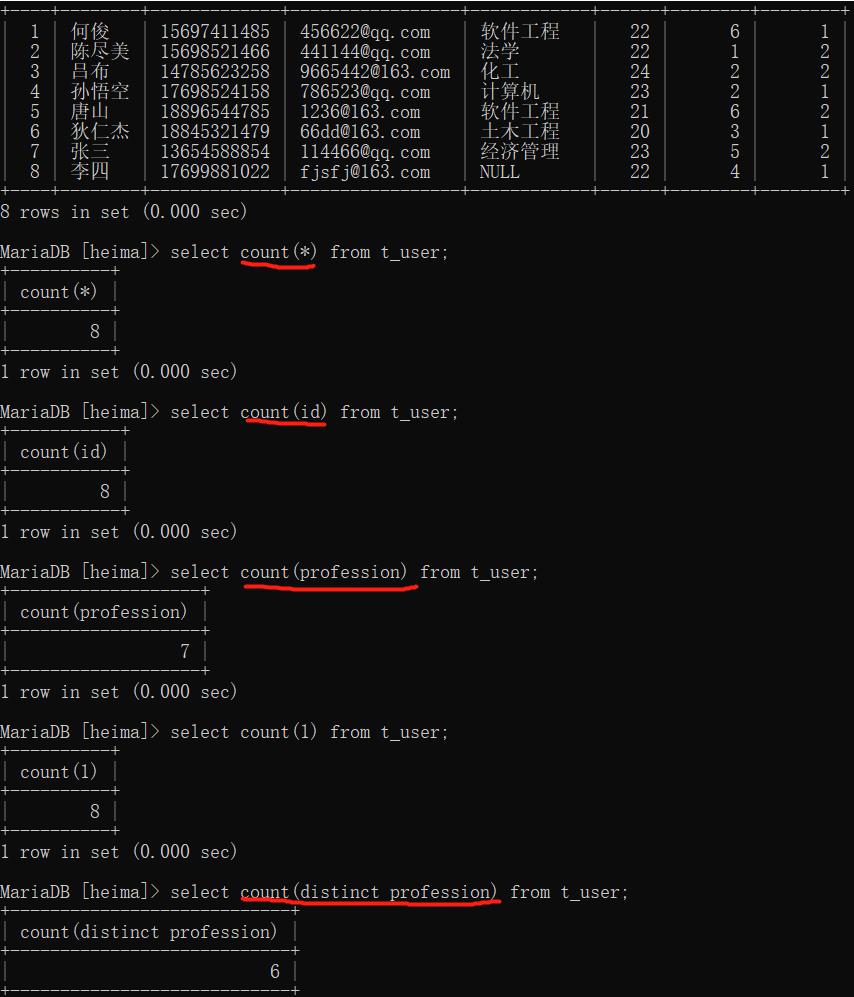 | 1 | 何俊 | 15697411485 | 456622@qq.com | 软件工程 | 22 | 6 | 1 |
| 2 | 陈尽美 | 15698521466 | 441144@qq.com | 法学 | 22 | 1 | 2 |
| 3 | 吕布 | 14785623258 | 9665442@163.com | 化工 | 24 | 2 | 2 |
| 4 | 孙悟空 | 17698524158 | 786523@qq.com | 计算机 | 23 | 2 | 1 |
| 5 | 唐山 | 18896544785 | 1236@163.com | 软件工程 | 21 | 6 | 2 |
| 6 | 狄仁杰 | 18845321479 | 66dd@163.com | 土木工程 | 20 | 3 | 1 |
| 7 | 张三 | 13654588854 | 114466@qq.com | 经济管理 | 23 | 5 | 2 |
| 8 | 李四 | 17699881022 | fjsfj@163.com | NULL | 22 | 4 | 1 |
8 rows in set (0.000 sec)
MariaDB [heima]> select count(*) from t_user;
| count(*) |
| 8 |
1 row in set (0.000 sec)
MariaDB [heima]> select count(id) from t_user;
| count(id) |
| 8 |
1 row in set (0.000 sec)
MariaDB [heima]> select count(profession) from t_user;
| count(profession) |
| 7 |
1 row in set (0.000 sec)
MariaDB [heima]> select count(1) from t_user;
| count(1) |
| 8 |
1 row in set (0.000 sec)
MariaDB [heima]> select count(distinct profession) from t_user;
| count(distinct profession) |
| 6 |